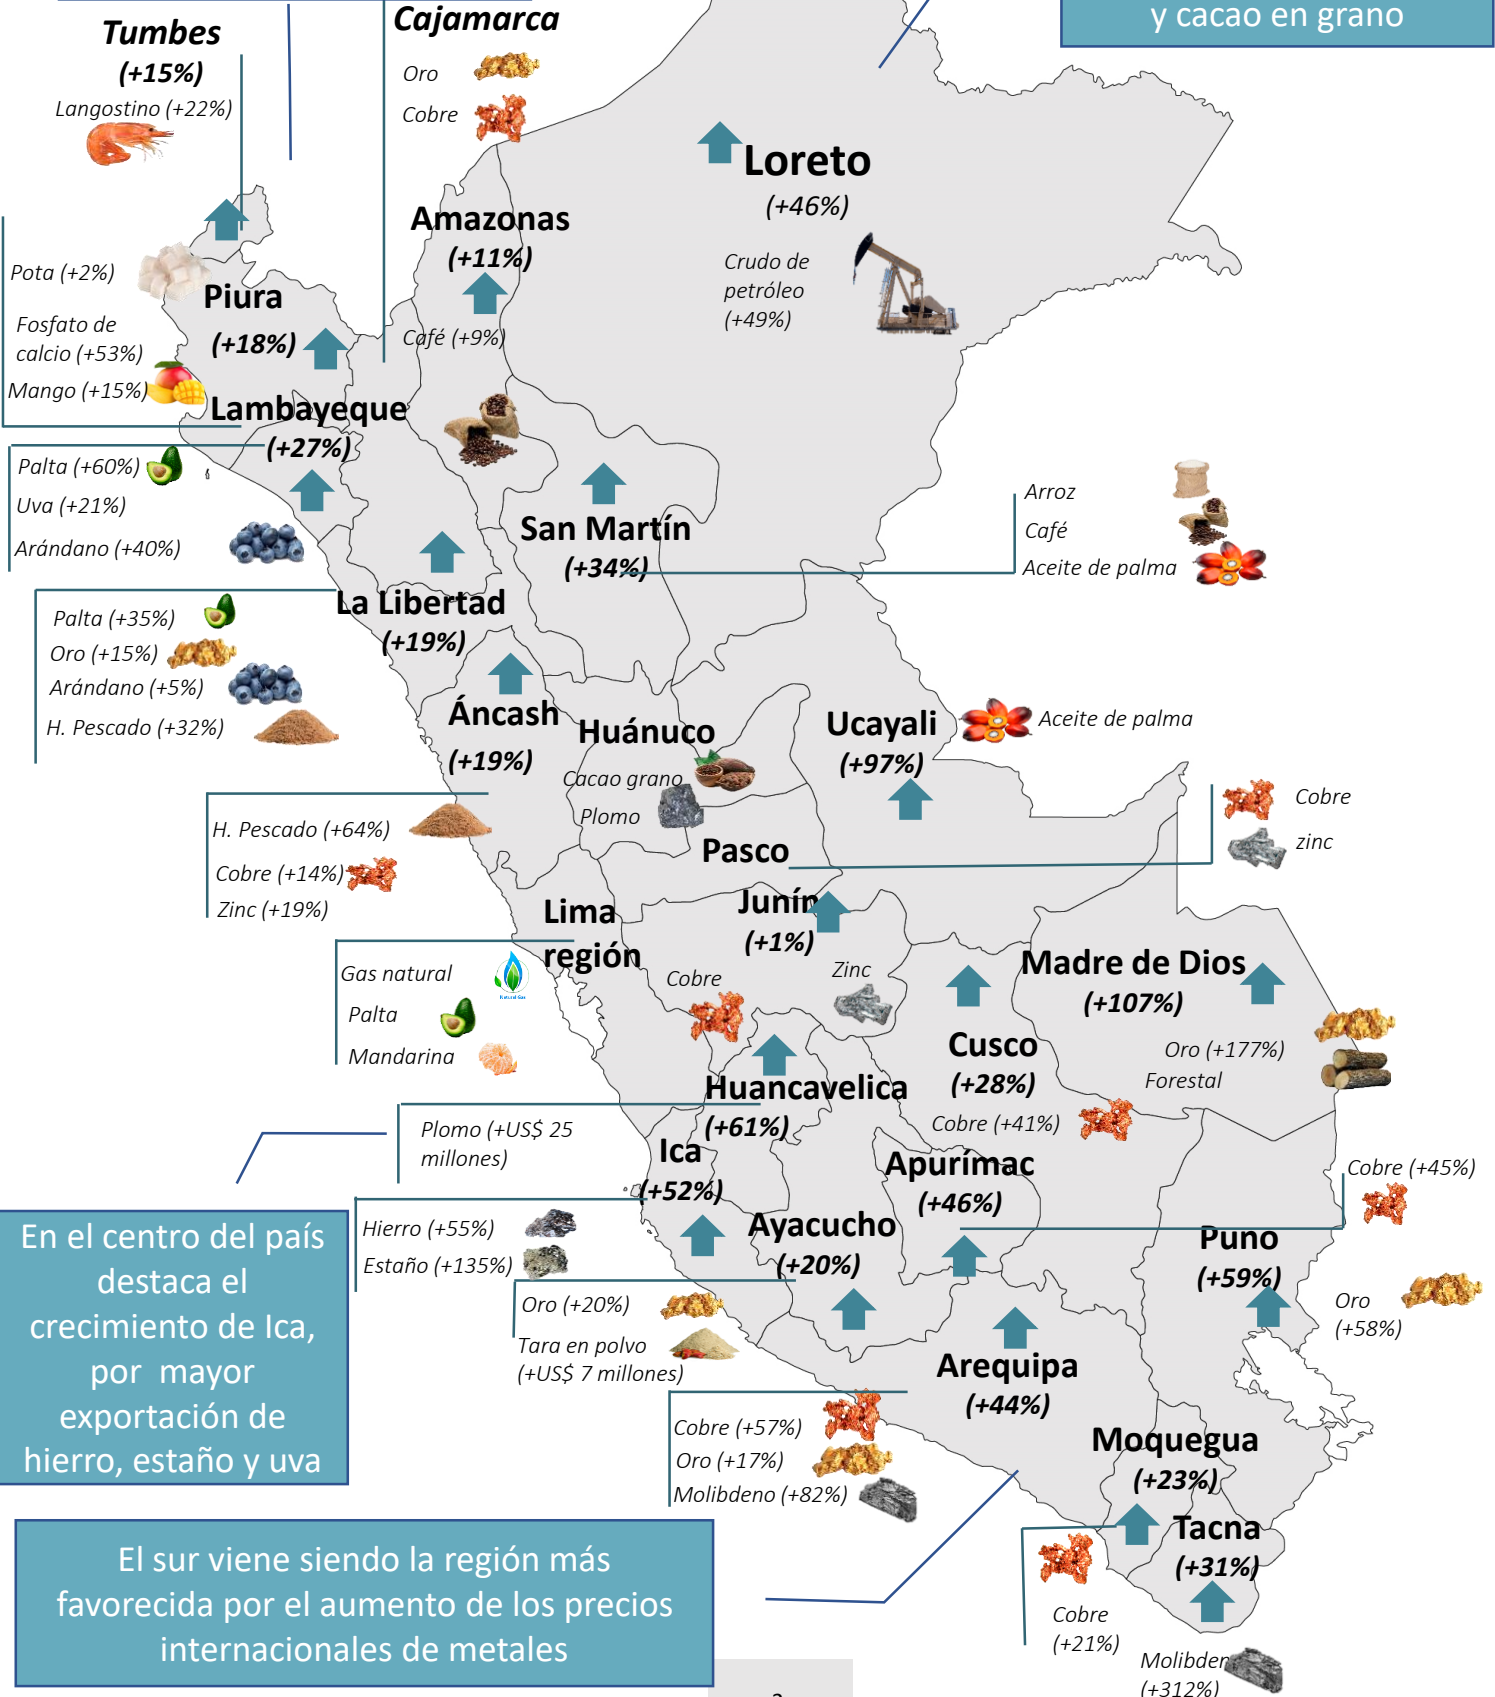 y cacao en grano
Tumbes
(+15%)
Langostino (+22%)
Cajamarca
Oro
Cobre
Loreto
(+46%)
Crudo de
petróleo
(+49%)
Amazonas
(+11%)
Café (+9%)
Pota (+2%)
Fosfato de
calcio (+53%)
Mango (+15%)
Piura
(+18%)
Lambayeque
(+27%)
Palta (+60%)
Uva (+21%)
Arándano (+40%)
San Martín
(+34%)
Arroz
Café
Aceite de palma
La Libertad
(+19%)
Palta (+35%)
Oro (+15%)
Arándano (+5%)
H. Pescado (+32%)
Áncash
(+19%)
H. Pescado (+64%)
Cobre (+14%)
Zinc (+19%)
Huánuco
Cacao grano
Plomo
Ucayali
(+97%)
Aceite de palma
Pasco
Cobre
zinc
Lima
región
Gas natural
Natural Gas
Palta
Mandarina
Junín
(+1%)
Cobre
Zinc
Madre de Dios
(+107%)
Oro (+177%)
Forestal
Cusco
(+28%)
Cobre (+41%)
Huancavelica
(+61%)
Plomo (+US$ 25
millones)
Ica
(+52%)
Hierro (+55%)
Estaño (+135%)
Apurímac
(+46%)
Cobre (+45%)
Ayacucho
(+20%)
Oro (+20%)
Tara en polvo
(+US$ 7 millones)
Puno
(+59%)
Oro
(+58%)
Arequipa
(+44%)
Cobre (+57%)
Oro (+17%)
Molibdeno (+82%)
Moquegua
(+23%)
Cobre
(+21%)
Tacna
(+31%)
Molibden
(+312%)
En el centro del país
destaca el
crecimiento de Ica,
por mayor
exportación de
hierro, estaño y uva
El sur viene siendo la región más
favorecida por el aumento de los precios
internacionales de metales